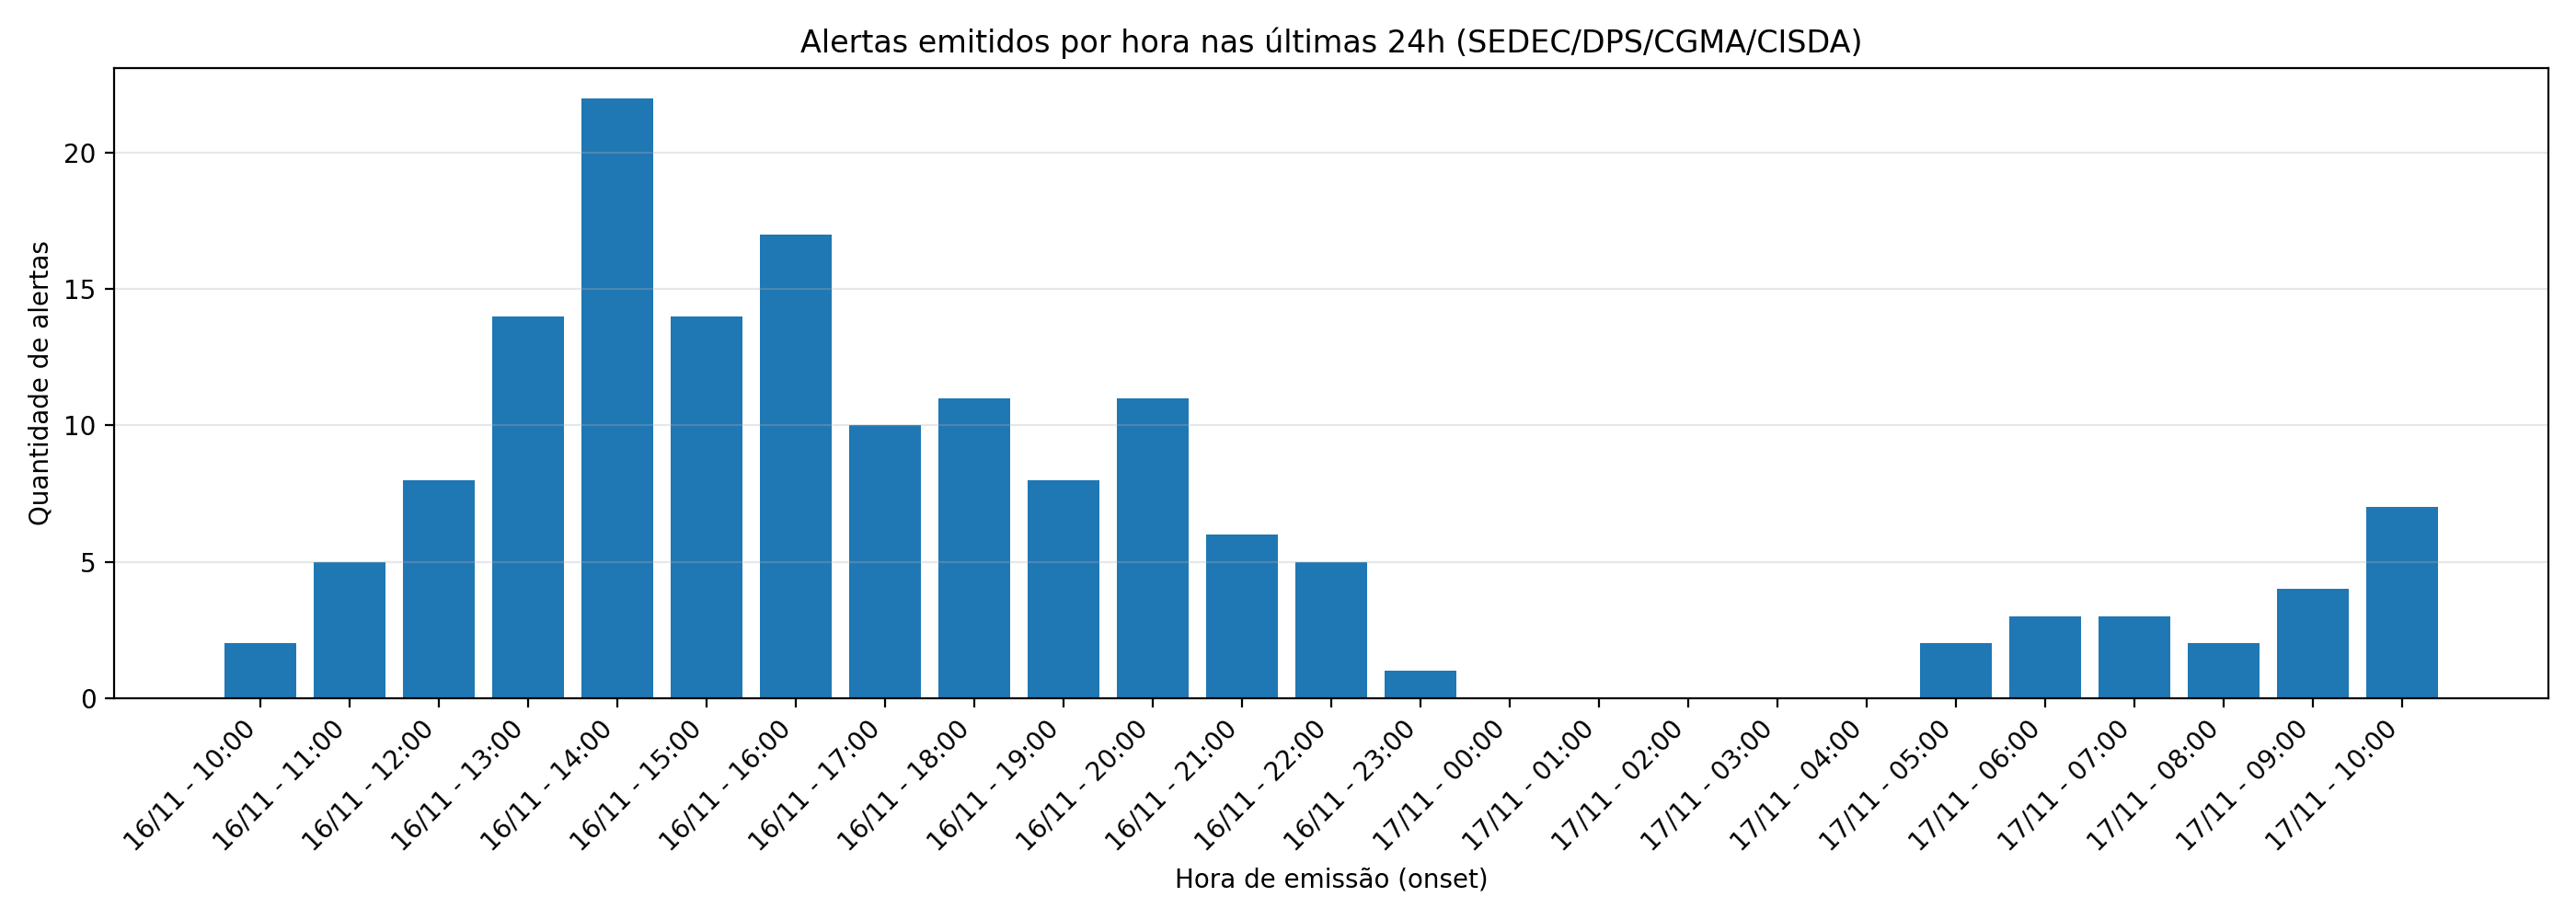 Alertas emitidos por hora nas últimas 24h (SEDEC/DPS/CGMA/CISDA)
Quantidade de alertas
20
15
10
5
0
16/11 - 10:00
16/11 - 11:00
16/11 - 12:00
16/11 - 13:00
16/11 - 14:00
16/11 - 15:00
16/11 - 16:00
16/11 - 17:00
16/11 - 18:00
16/11 - 19:00
16/11 - 20:00
16/11 - 21:00
16/11 - 22:00
16/11 - 23:00
17/11 - 00:00
17/11 - 01:00
17/11 - 02:00
17/11 - 03:00
17/11 - 04:00
17/11 - 05:00
17/11 - 06:00
17/11 - 07:00
17/11 - 08:00
17/11 - 09:00
17/11 - 10:00
Hora de emissão (onset)